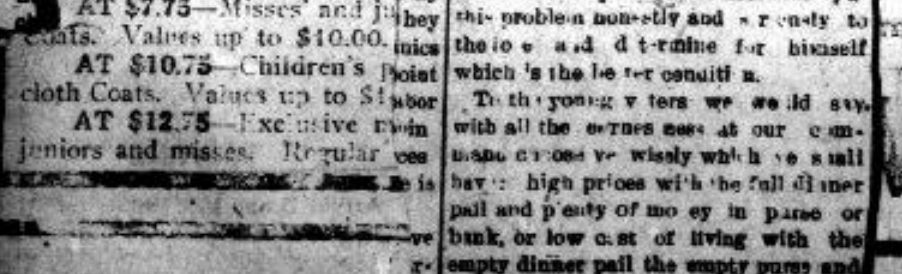 AT $7.75—Misses' and
Coats. Values up to $10.00.
AT $10.75—Children's
cloth Coats. Values up to
AT $12.75—Exclusive
juniors and misses. Regular
they
mics
point
labor
in
ces
is
ve
this problem honestly and to
the and determine for himself
which is the better condition.
To the young voters we would say,
with all the earnestness at our com-
mand choose wisely which we shall
have: high prices with the full dinner
pail and plenty of money in purse or
bank, or low cost of living with the
empty dinner pail the empty purse and